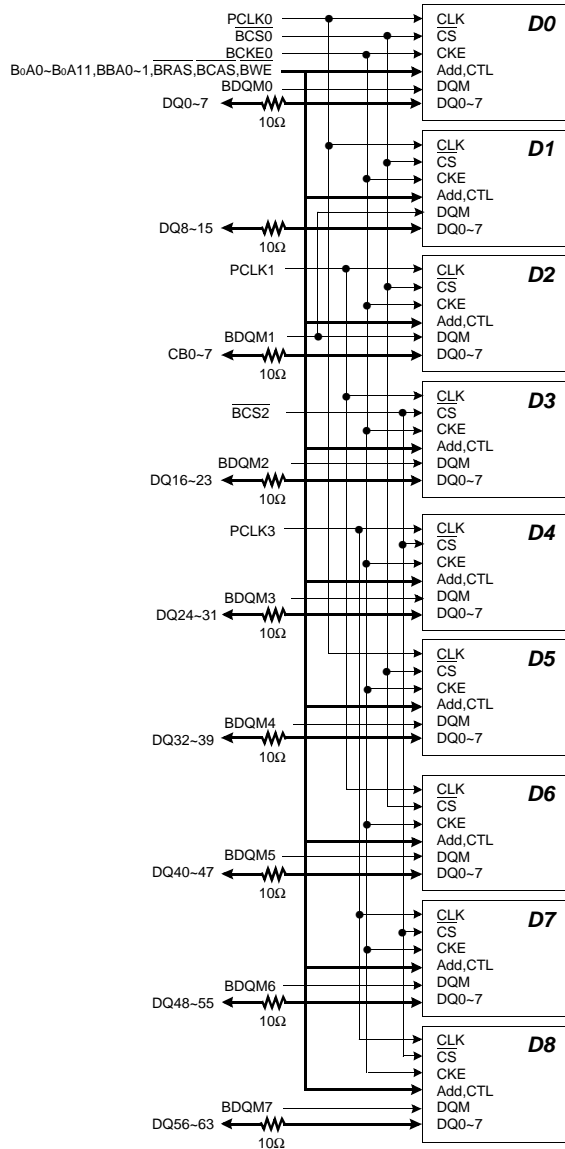 PCLK0 CLK D0
BCS0 CS
BCKE0 CKE
B0A0~B0A11,BBA0~1,BRAS,BCAS,BWE Add,CTL
BDQM0 DQM
DQ0~7 DQ0~7
10Ω
CLK D1
CS
CKE
Add,CTL
DQM
DQ8~15 DQ0~7
10Ω
PCLK1 CLK D2
CS
CKE
Add,CTL
BDQM1 DQM
CB0~7 DQ0~7
10Ω
CLK D3
BCS2 CS
CKE
Add,CTL
BDQM2 DQM
DQ16~23 DQ0~7
10Ω
PCLK3 CLK D4
CS
CKE
Add,CTL
BDQM3 DQM
DQ24~31 DQ0~7
10Ω
CLK D5
CS
CKE
Add,CTL
BDQM4 DQM
DQ32~39 DQ0~7
10Ω
CLK D6
CS
CKE
Add,CTL
BDQM5 DQM
DQ40~47 DQ0~7
10Ω
CLK D7
CS
CKE
Add,CTL
BDQM6 DQM
DQ48~55 DQ0~7
10Ω
CLK D8
CS
CKE
Add,CTL
BDQM7 DQM
DQ56~63 DQ0~7
10Ω